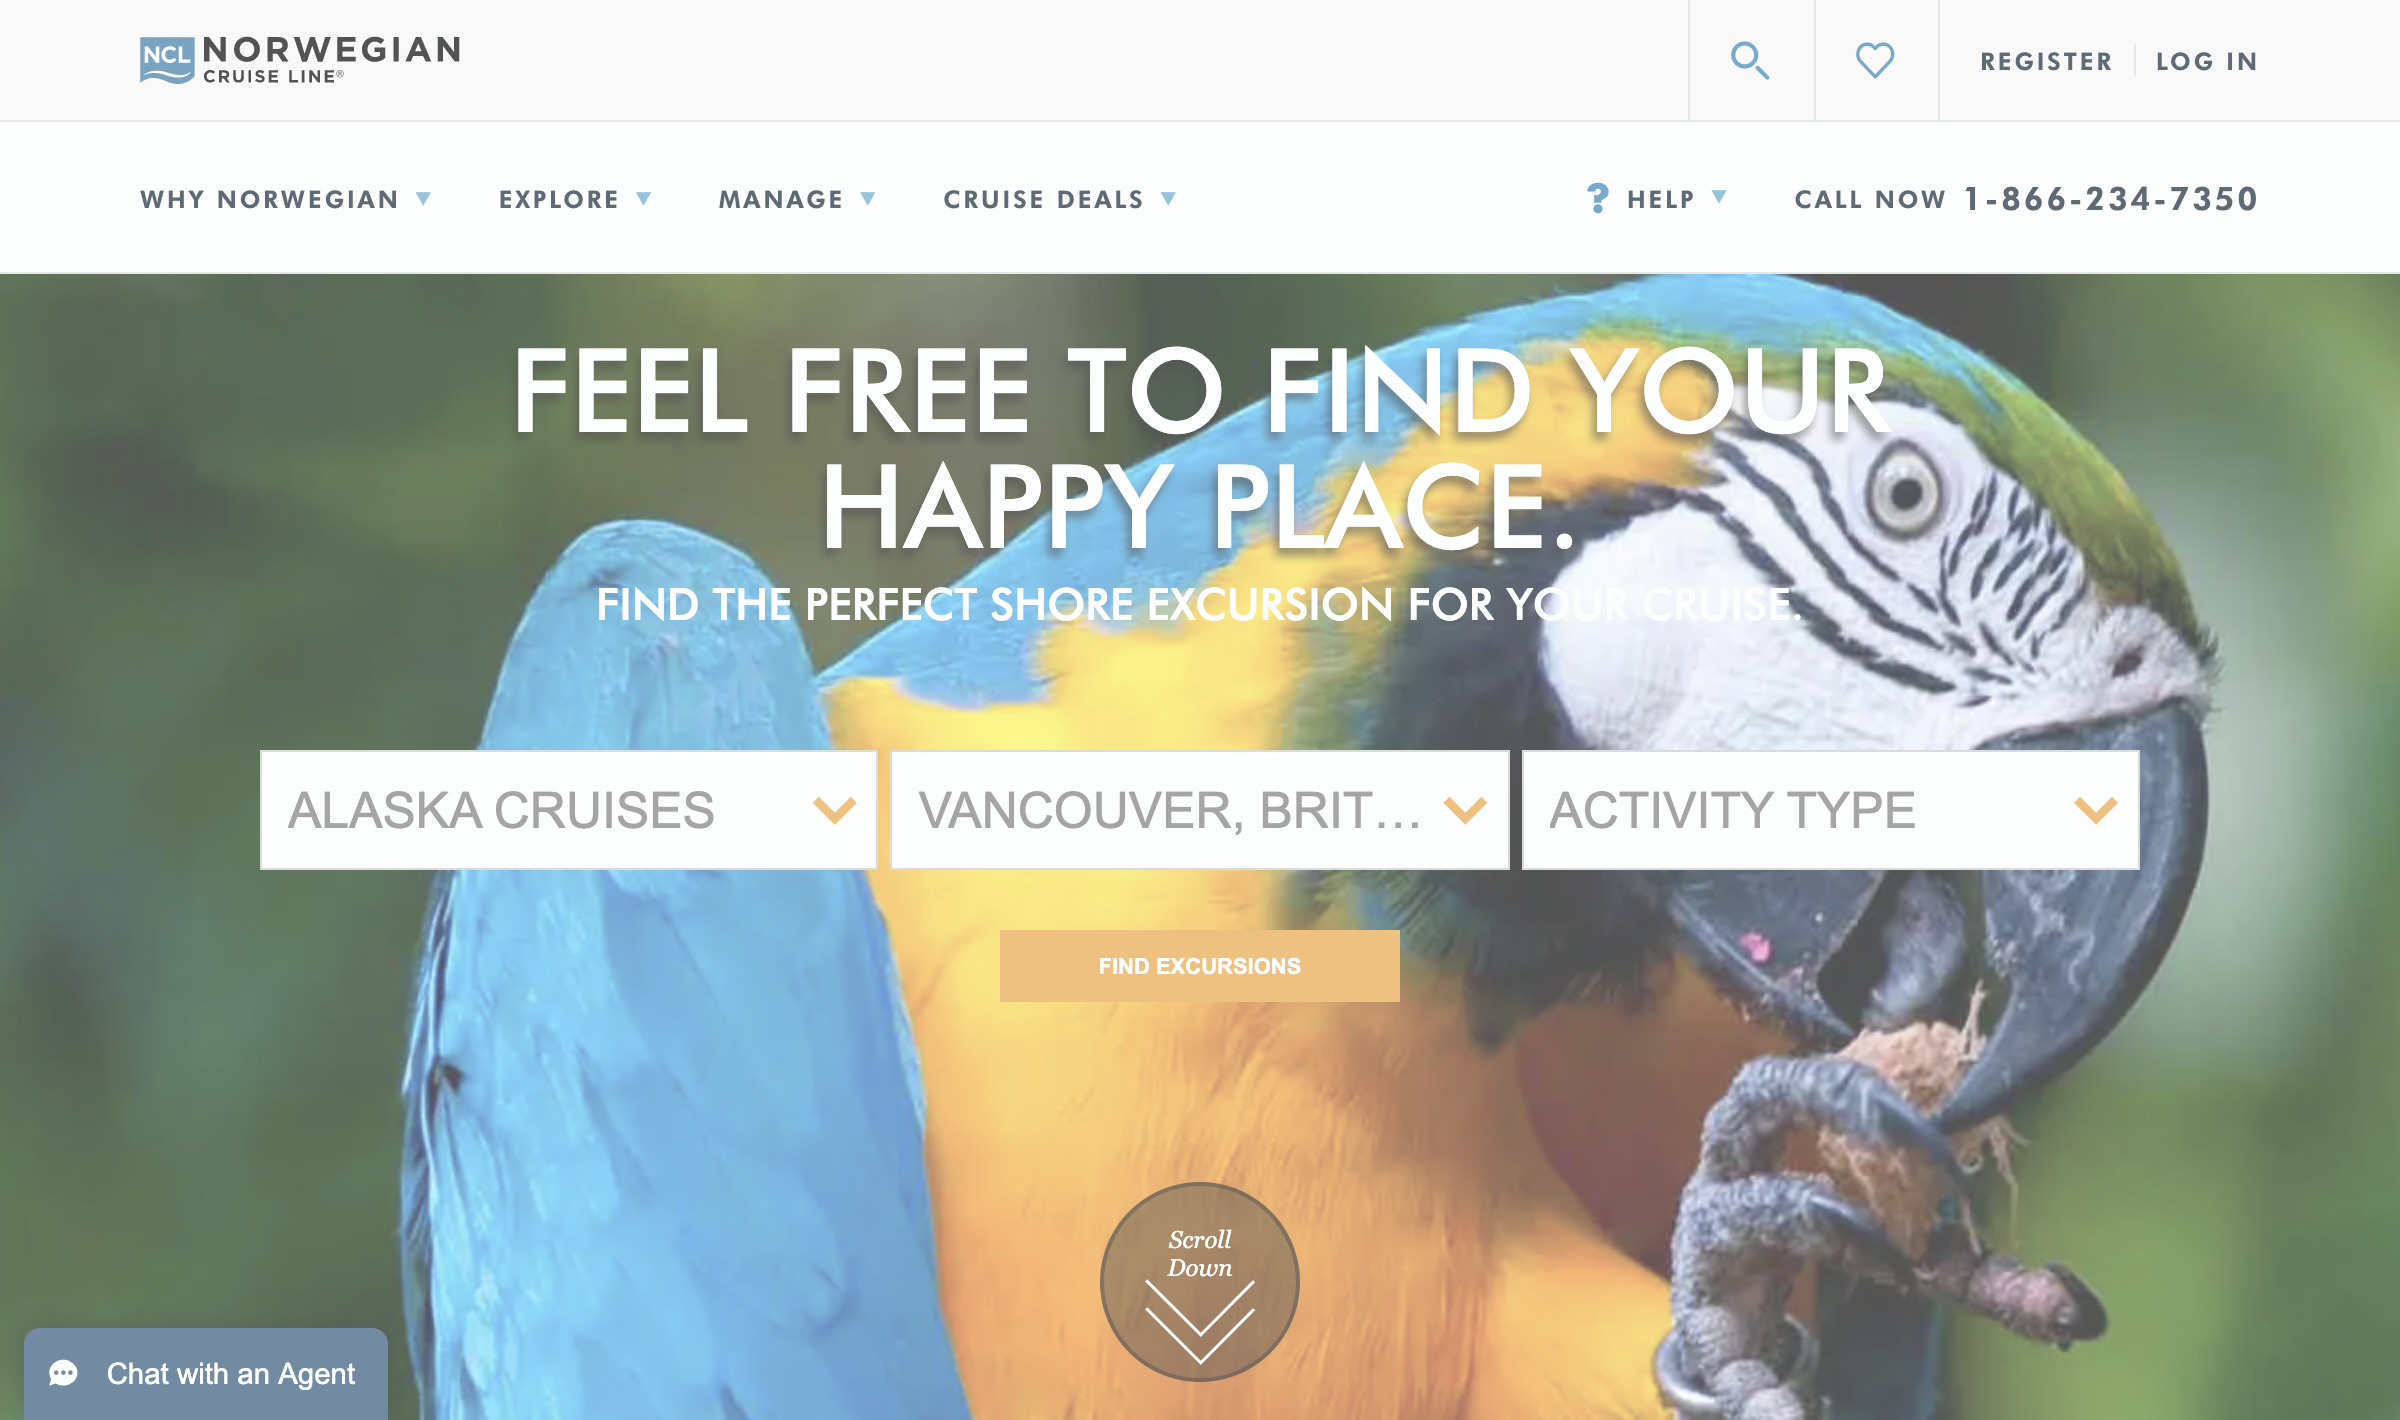 NCL NORWEGIAN
CRUISE LINE®
REGISTER LOG IN
WHY NORWEGIAN EXPLORE MANAGE CRUISE DEALS ? HELP CALL NOW 1-866-234-7350
FEEL FREE TO FIND YOUR
HAPPY PLACE.
FIND THE PERFECT SHORE EXCURSION FOR YOUR CRUISE.
ALASKA CRUISES VANCOUVER, BRIT... ACTIVITY TYPE
FIND EXCURSIONS
Scroll
Down
Chat with an Agent